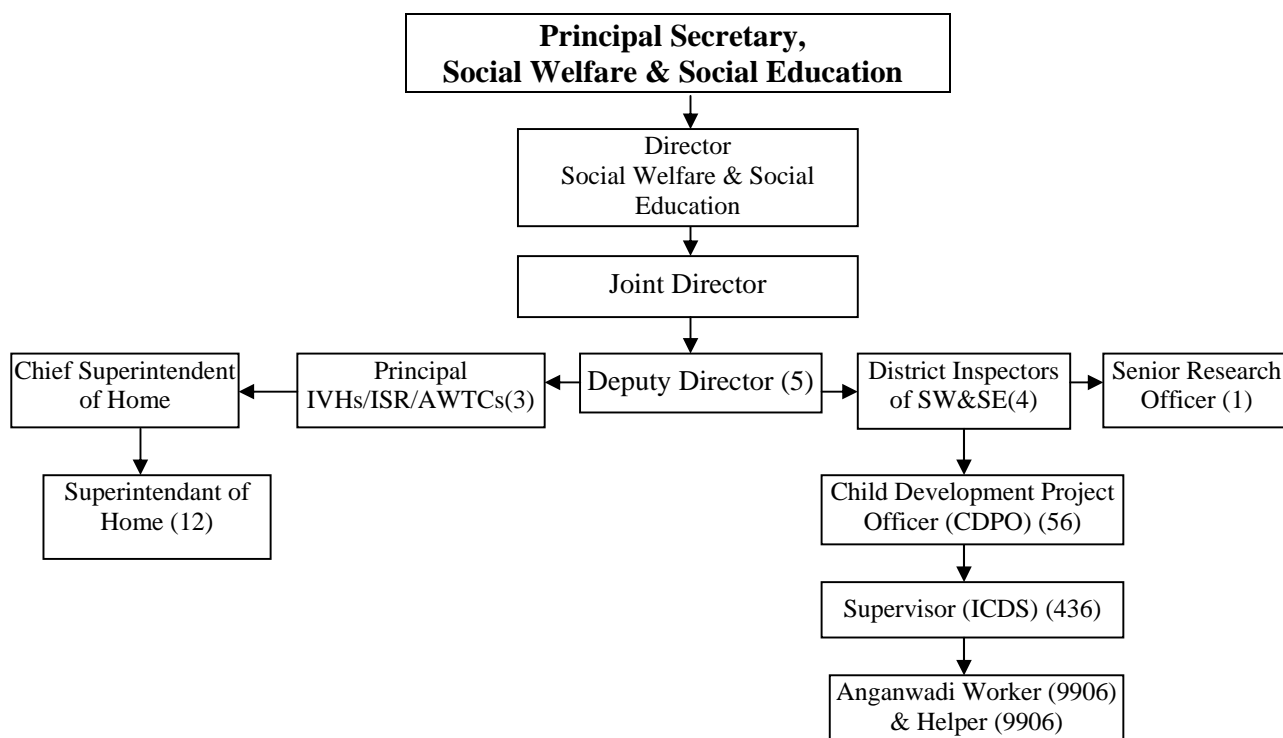 Principal Secretary,
Social Welfare & Social Education
Director
Social Welfare & Social
Education
Joint Director
Chief Superintendent
of Home
Principal
IVHs/ISR/AWTCs(3)
Deputy Director (5)
District Inspectors
of SW&SE(4)
Senior Research
Officer (1)
Superintendant of
Home (12)
Child Development Project
Officer (CDPO) (56)
Supervisor (ICDS) (436)
Anganwadi Worker (9906)
& Helper (9906)